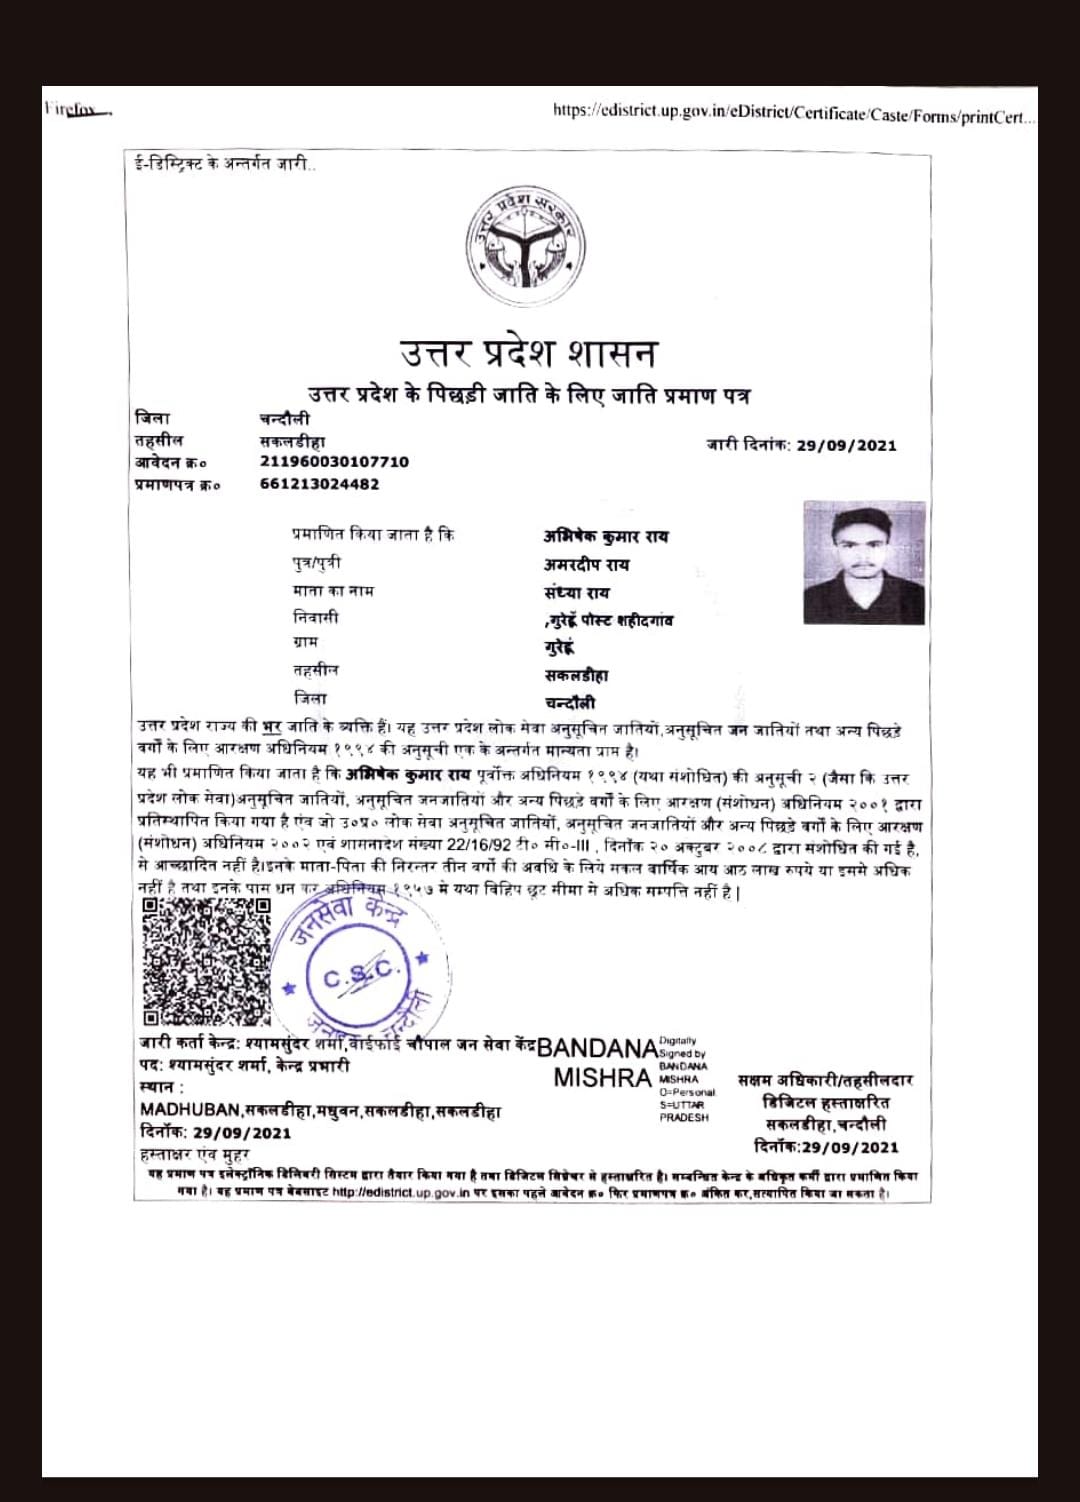 Firefox
https://edistrict.up.gov.in/eDistrict/Certificate/Caste/Forms/printCert...
ई-डिस्ट्रिक्ट के अन्तर्गत जारी..
उत्तर प्रदेश सरकार
उत्तर प्रदेश शासन
उत्तर प्रदेश के पिछड़ी जाति के लिए जाति प्रमाण पत्र
जिला चन्दौली
तहसील सकलडीहा
जारी दिनांक: 29/09/2021
आवेदन क्र० 211960030107710
प्रमाणपत्र क्र० 661213024482
प्रमाणित किया जाता है कि अभिषेक कुमार राय
पुत्र/पुत्री अमरदीप राय
माता का नाम संध्या राय
निवासी ,गुरेहूँ पोस्ट शहीदगांव
ग्राम गुरेहूं
तहसील सकलडीहा
जिला चन्दौली
उत्तर प्रदेश राज्य की भर जाति के व्यक्ति हैं। यह उत्तर प्रदेश लोक सेवा अनुसूचित जातियों,अनुसूचित जन जातियों तथा अन्य पिछड़े
वर्गों के लिए आरक्षण अधिनियम १९९४ की अनुसूची एक के अन्तर्गत मान्यता प्राप्त है।
यह भी प्रमाणित किया जाता है कि अभिषेक कुमार राय पूर्वोक्त अधिनियम १९९४ (यथा संशोधित) की अनुसूची २ (जैसा कि उत्तर
प्रदेश लोक सेवा)अनुसूचित जातियों, अनुसूचित जनजातियों और अन्य पिछड़े वर्गों के लिए आरक्षण (संशोधन) अधिनियम २००१ द्वारा
प्रतिस्थापित किया गया है एंव जो उ०प्र० लोक सेवा अनुसूचित जातियों, अनुसूचित जनजातियों और अन्य पिछड़े वर्गों के लिए आरक्षण
(संशोधन) अधिनियम २००२ एवं शासनादेश संख्या 22/16/92 टी० सी०-III , दिनाँक २० अक्टूबर २००८ द्वारा संशोधित की गई है,
से आच्छादित नहीं है।इनके माता-पिता की निरन्तर तीन वर्षो की अवधि के लिये सकल वार्षिक आय आठ लाख रुपये या इससे अधिक
नहीं है तथा इनके पास धन कर अधिनियम १९५७ मे यथा विहिप छूट सीमा से अधिक सम्पत्ति नहीं है |
जनसेवा केन्द्र
C.S.C.
चन्दौली
जारी कर्ता केन्द्र: श्यामसुंदर शर्मा,वाईफाई चौपाल जन सेवा केंद्र
पद: श्यामसुंदर शर्मा, केन्द्र प्रभारी
स्थान :
MADHUBAN,सकलडीहा,मधुवन,सकलडीहा,सकलडीहा
दिनाँक: 29/09/2021
हस्ताक्षर एंव मुहर
BANDANA
MISHRA
Digitally
Signed by
BANDANA
MISHRA
O=Personal
S=UTTAR
PRADESH
सक्षम अधिकारी/तहसीलदार
डिजिटल हस्ताक्षरित
सकलडीहा,चन्दौली
दिनाँक:29/09/2021
यह प्रमाण पत्र इलेक्ट्रॉनिक डिलिवरी सिस्टम द्वारा तैयार किया गया है तथा डिजिटल सिग्नेचर से हस्ताक्षरित है। सम्बन्धित केन्द्र के अधिकृत कर्मी द्वारा प्रमाणित किया
गया है। यह प्रमाण पत्र वेबसाइट http://edistrict.up.gov.in पर इसका पहले आवेदन क्र० फिर प्रमाणपत्र क्र० अंकित कर,सत्यापित किया जा सकता है।